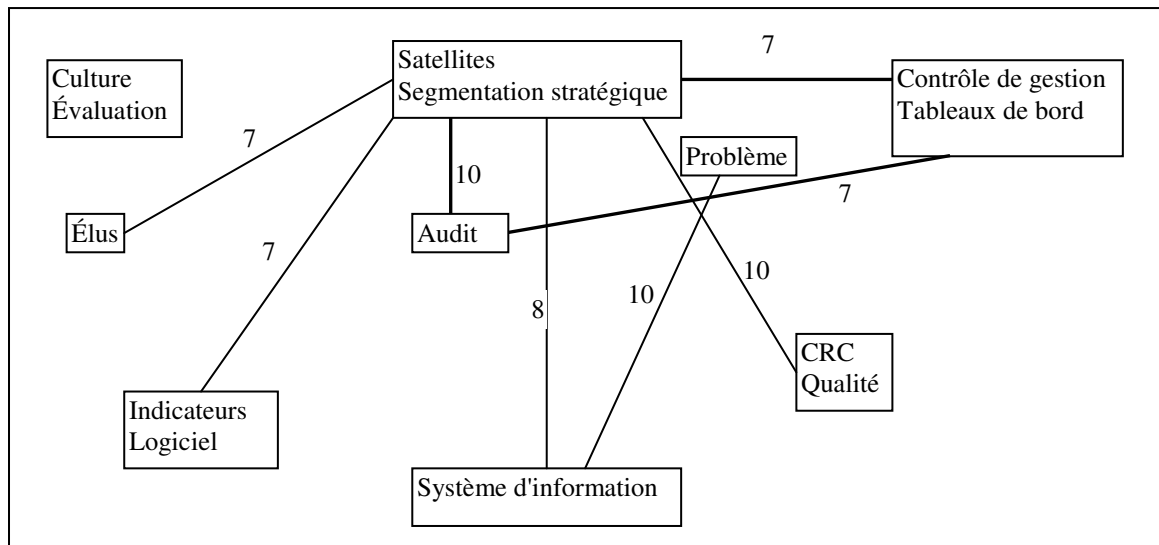 Culture
Évaluation
Satellites
Segmentation stratégique
7
Contrôle de gestion
Tableaux de bord
Problème
7
10
7
Élus
Audit
7
10
8
10
CRC
Qualité
Indicateurs
Logiciel
Système d'information